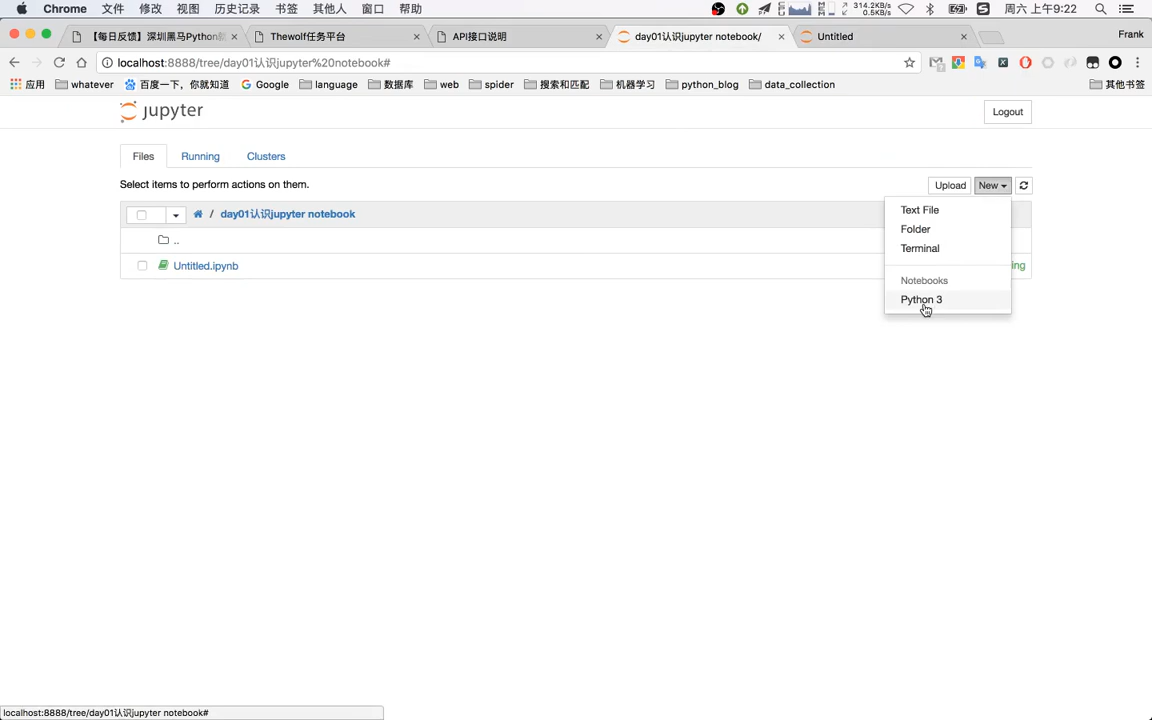 Chrome 文件 修改 视图 历史记录 书签 其他人 窗口 帮助 314.2KB/s 0.5KB/s 周六 上午9:22
【每日反馈】深圳黑马Python Thewolf任务平台 API接口说明 day01认识jupyter notebook/ Untitled Frank
localhost:8888/tree/day01认识jupyter%20notebook#
应用 whatever 百度一下，你就知道 Google language 数据库 web spider 搜索和匹配 机器学习 python_blog data_collection 其他书签
jupyter Logout
Files Running Clusters
Select items to perform actions on them. Upload New
/ day01认识jupyter notebook
Text File
Folder
..
Terminal
Untitled.ipynb ing
Notebooks
Python 3
localhost:8888/tree/day01认识jupyter notebook#